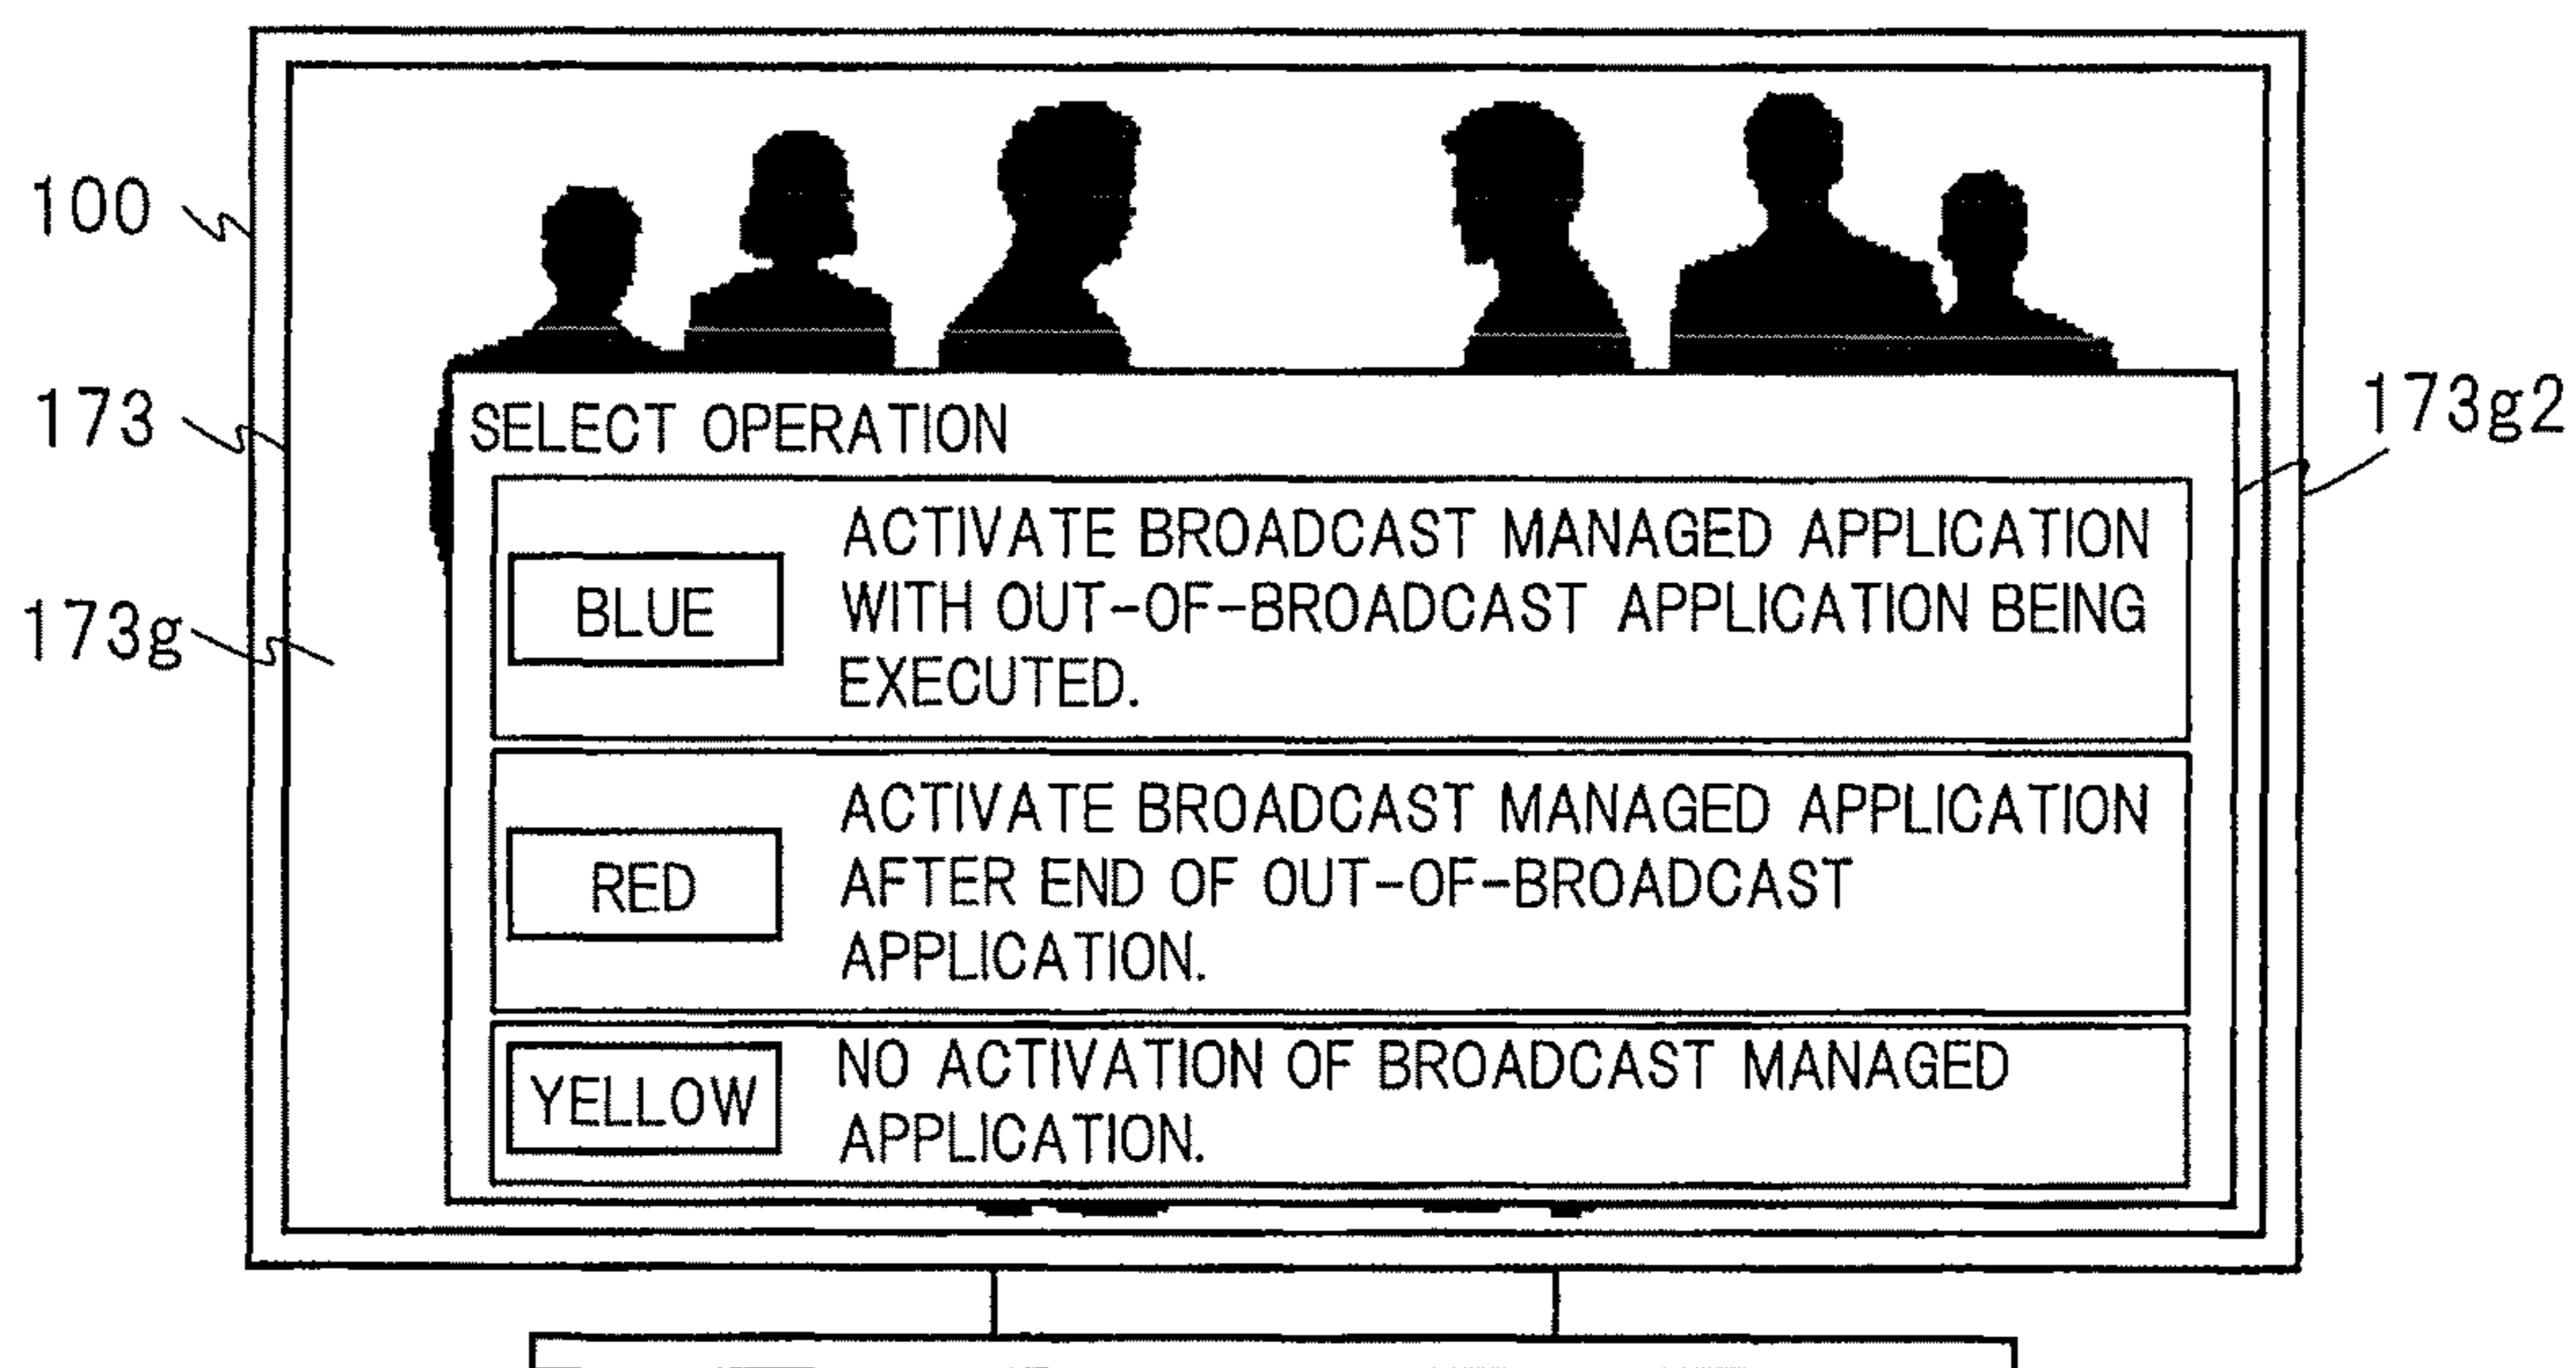 100
173
173g
173g2
SELECT OPERATION
BLUE
ACTIVATE BROADCAST MANAGED APPLICATION
WITH OUT-OF-BROADCAST APPLICATION BEING
EXECUTED.
RED
ACTIVATE BROADCAST MANAGED APPLICATION
AFTER END OF OUT-OF-BROADCAST
APPLICATION.
YELLOW
NO ACTIVATION OF BROADCAST MANAGED
APPLICATION.